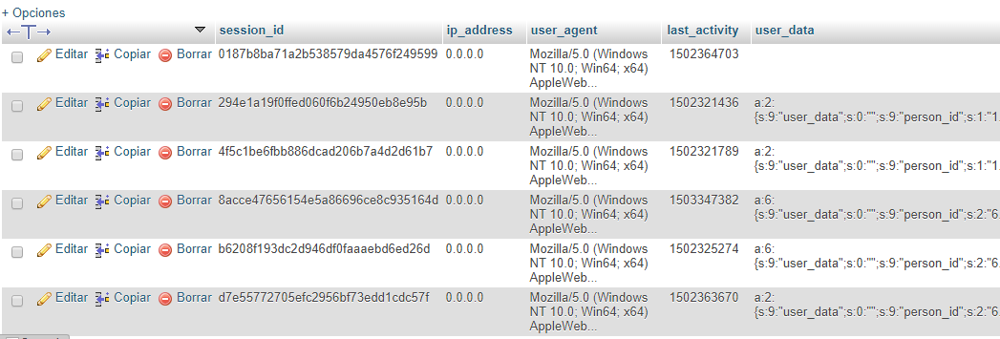 + Opciones
session_id ip_address user_agent last_activity user_data
Editar Copiar Borrar 0187b8ba71a2b538579da4576f249599 0.0.0.0 Mozilla/5.0 (Windows 1502364703
NT 10.0; Win64; x64)
AppleWeb...
Editar Copiar Borrar 294e1a19f0ffed060f6b24950eb8e95b 0.0.0.0 Mozilla/5.0 (Windows 1502321436 a:2:
NT 10.0; Win64; x64) {s:9:"user_data";s:0:"";s:9:"person_id";s:1:"1...
AppleWeb...
Editar Copiar Borrar 4f5c1be6fbb886dcad206b7a4d2d61b7 0.0.0.0 Mozilla/5.0 (Windows 1502321789 a:2:
NT 10.0; Win64; x64) {s:9:"user_data";s:0:"";s:9:"person_id";s:1:"1...
AppleWeb...
Editar Copiar Borrar 8acce47656154e5a86696ce8c935164d 0.0.0.0 Mozilla/5.0 (Windows 1503347382 a:6:
NT 10.0; Win64; x64) {s:9:"user_data";s:0:"";s:9:"person_id";s:2:"6...
AppleWeb...
Editar Copiar Borrar b6208f193dc2d946df0faaaebd6ed26d 0.0.0.0 Mozilla/5.0 (Windows 1502325274 a:6:
NT 10.0; Win64; x64) {s:9:"user_data";s:0:"";s:9:"person_id";s:2:"6...
AppleWeb...
Editar Copiar Borrar d7e55772705efc2956bf73edd1cdc57f 0.0.0.0 Mozilla/5.0 (Windows 1502363670 a:2:
NT 10.0; Win64; x64) {s:9:"user_data";s:0:"";s:9:"person_id";s:2:"6...
AppleWeb...